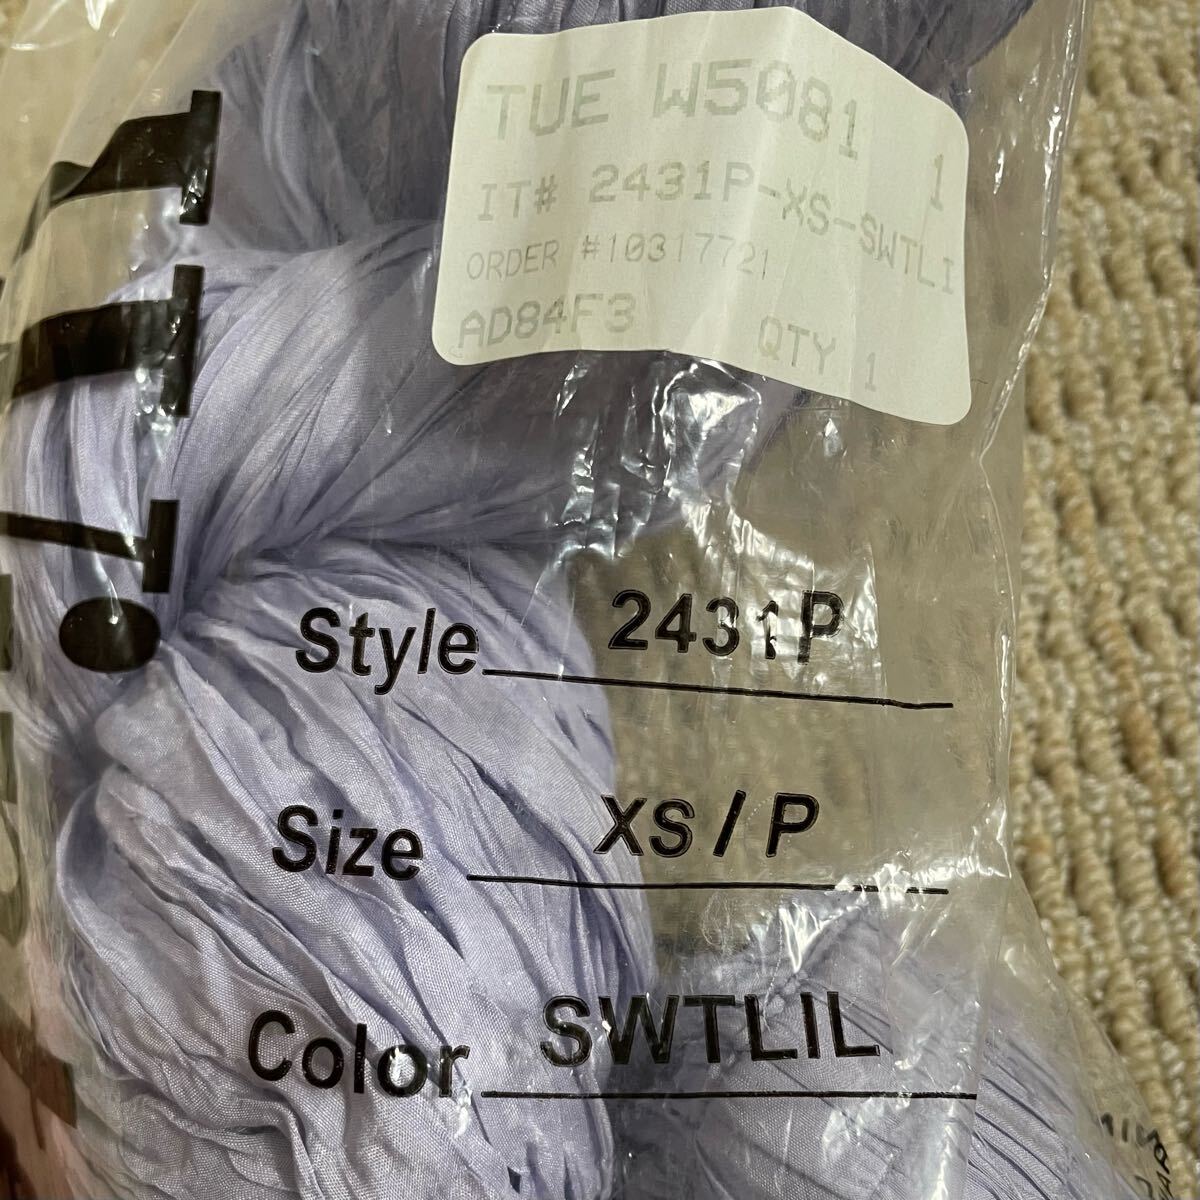 TUE W5081 1
IT# 2431P-XS-SWTLI
ORDER #10317721
AD84F3 QTY 1
Style 2431P
Size XS/P
Color SWTLIL